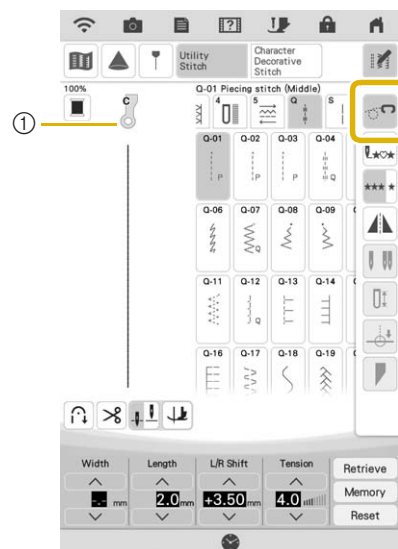 ?
Utility
Stitch
Character
Decorative
Stitch
100%
C
①
Q-01 Piecing stitch (Middle)
4
5
Q
S
Q-01 Q-02 Q-03 Q-04
P P P Q
Q-06 Q-07 Q-08 Q-09
Q
Q-11 Q-12 Q-13 Q-14
Q
Q-16 Q-17 Q-18 Q-19
Width Length L/R Shift Tension
-.- mm 2.0 mm +3.50 mm 4.0
Retrieve
Memory
Reset